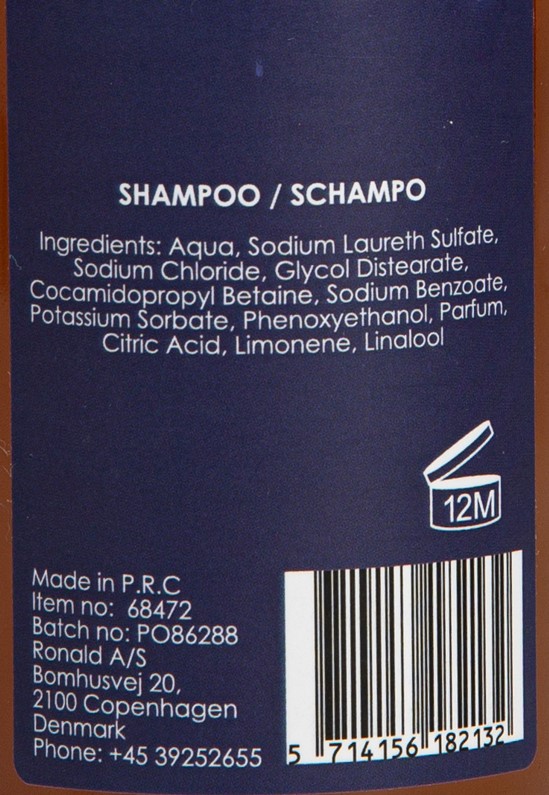 SHAMPOO / SCHAMPO
Ingredients: Aqua, Sodium Laureth Sulfate,
Sodium Chloride, Glycol Distearate,
Cocamidopropyl Betaine, Sodium Benzoate,
Potassium Sorbate, Phenoxyethanol, Parfum,
Citric Acid, Limonene, Linalool
12M
Made in P.R.C
Item no: 68472
Batch no: PO86288
Ronald A/S
Bomhusvej 20,
2100 Copenhagen
Denmark
Phone: +45 39252655
5 714156 182132